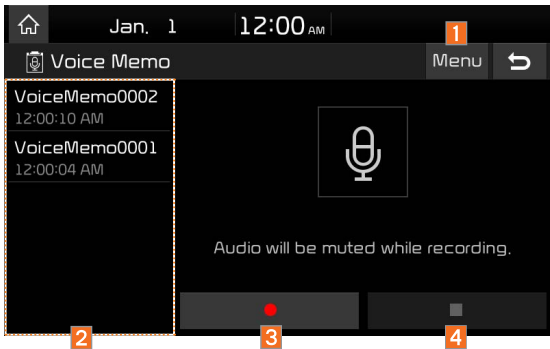 Jan. 1 12:00 AM
1
Voice Memo Menu
VoiceMemo0002
12:00:10 AM
VoiceMemo0001
12:00:04 AM
Audio will be muted while recording.
2 3 4